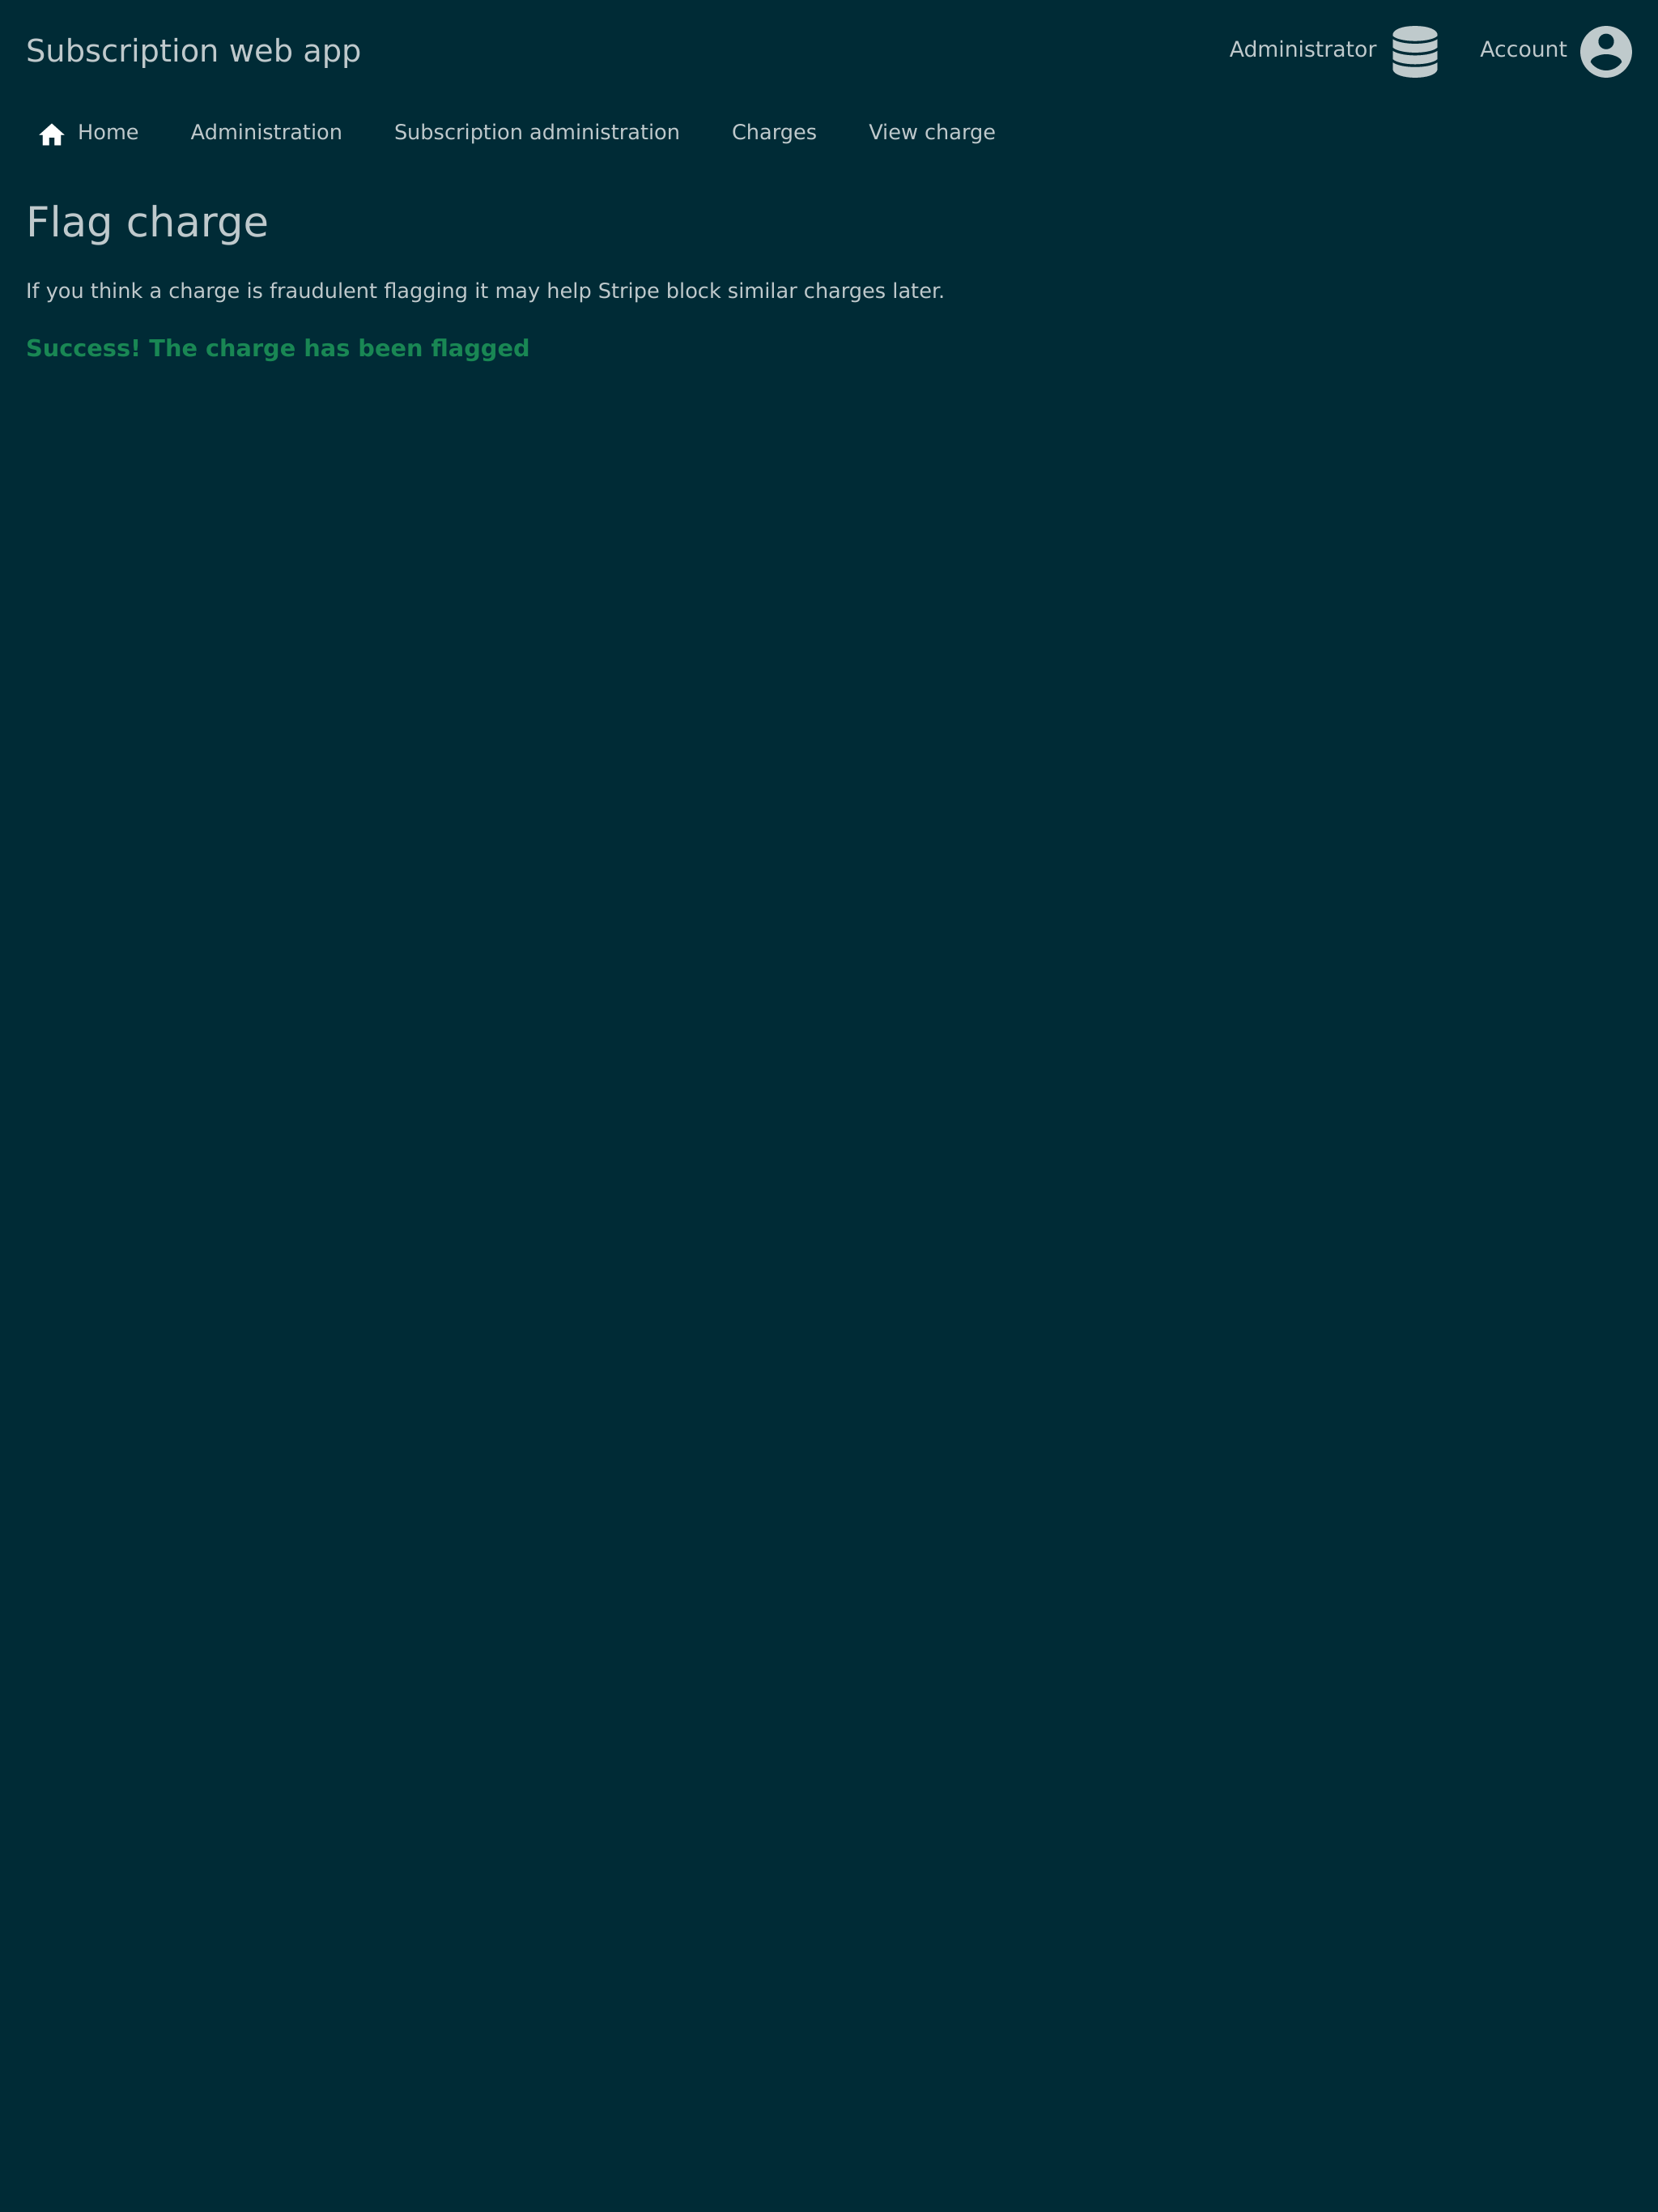 Subscription web app
Administrator
Account
Home
Administration
Subscription administration
Charges
View charge
Flag charge
If you think a charge is fraudulent flagging it may help Stripe block similar charges later.
Success! The charge has been flagged